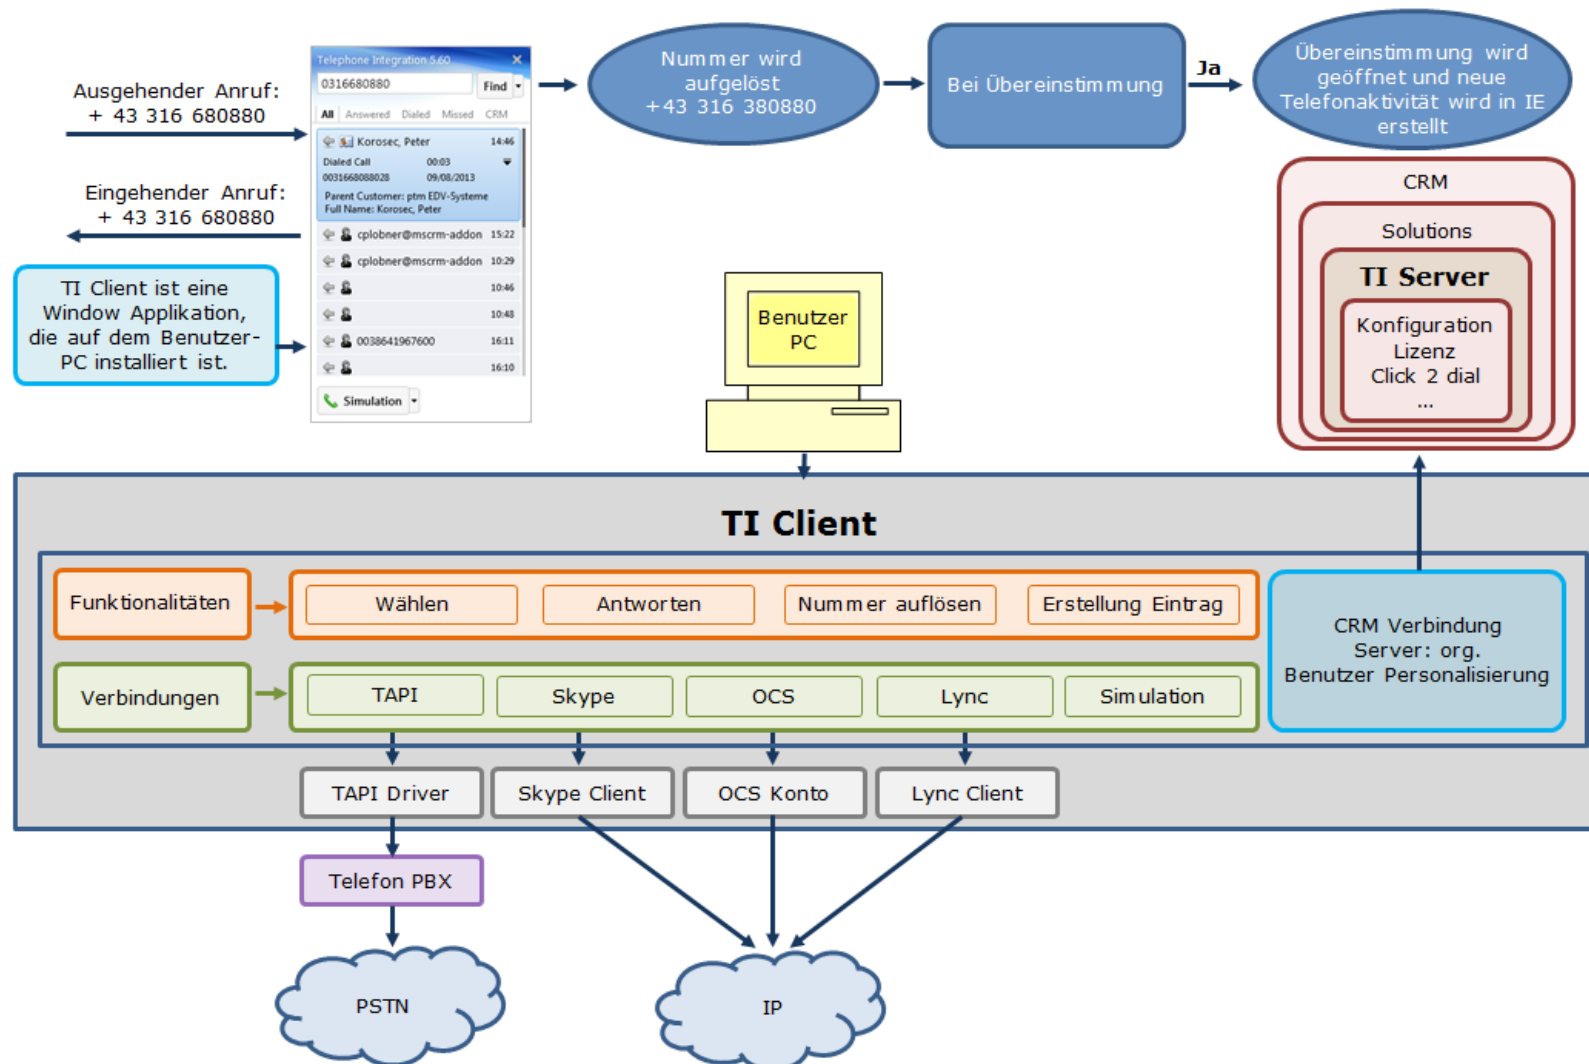 Ausgehender Anruf:
+ 43 316 680880
Eingehender Anruf:
+ 43 316 680880
TI Client ist eine
Window Applikation,
die auf dem Benutzer-
PC installiert ist.
Telephone Integration 5.60
0316680880
Find
All Answered Dialed Missed CRM
Korosec, Peter 14:46
Dialed Call 00:03
0031668088028 09/08/2013
Parent Customer: ptm EDV-Systeme
Full Name: Korosec, Peter
cplobner@mscrm-addon 15:22
cplobner@mscrm-addon 10:29
10:46
10:48
0038641967600 16:11
16:10
Simulation
Nummer wird
aufgelöst
+43 316 380880
Bei Übereinstimmung
Ja
Übereinstimmung wird
geöffnet und neue
Telefonaktivität wird in IE
erstellt
CRM
Solutions
TI Server
Konfiguration
Lizenz
Click 2 dial
...
Benutzer
PC
TI Client
Funktionalitäten
Wählen
Antworten
Nummer auflösen
Erstellung Eintrag
Verbindungen
TAPI
Skype
OCS
Lync
Simulation
CRM Verbindung
Server: org.
Benutzer Personalisierung
TAPI Driver
Skype Client
OCS Konto
Lync Client
Telefon PBX
PSTN
IP